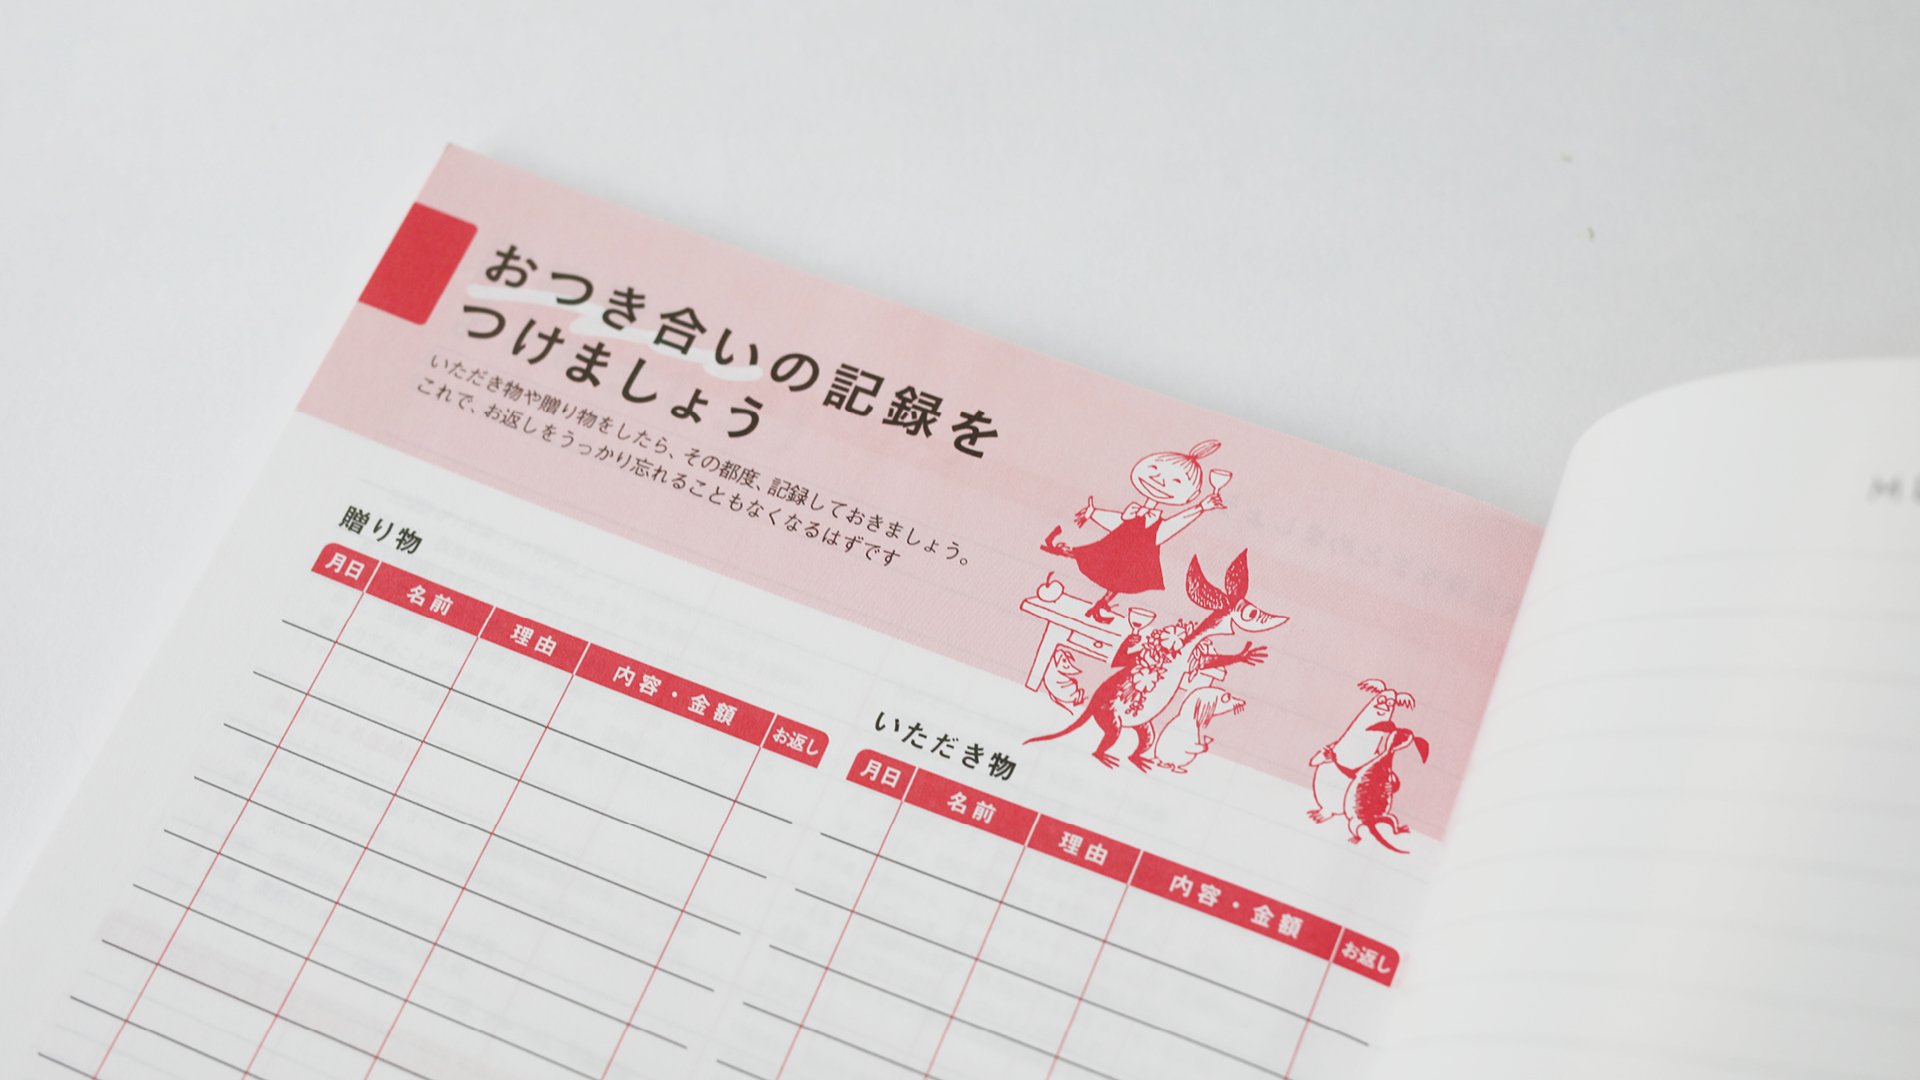 おつき合いの記録を
つけましょう
いただき物や贈り物をしたら、その都度、記録しておきましょう。
これで、お返しをうっかり忘れることもなくなるはずです
贈り物
月日 名前 理由 内容・金額 お返し
いただき物
月日 名前 理由 内容・金額 お返し